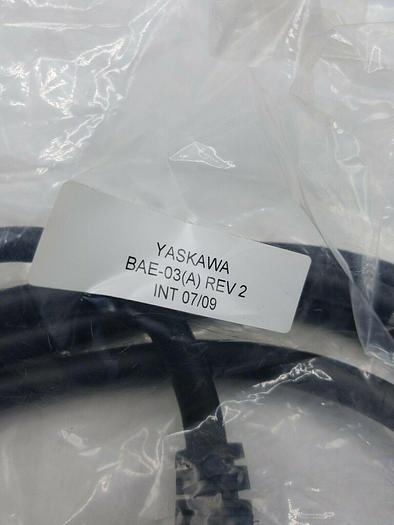 YASKAWA
BAE-03(A) REV 2
INT 07/09